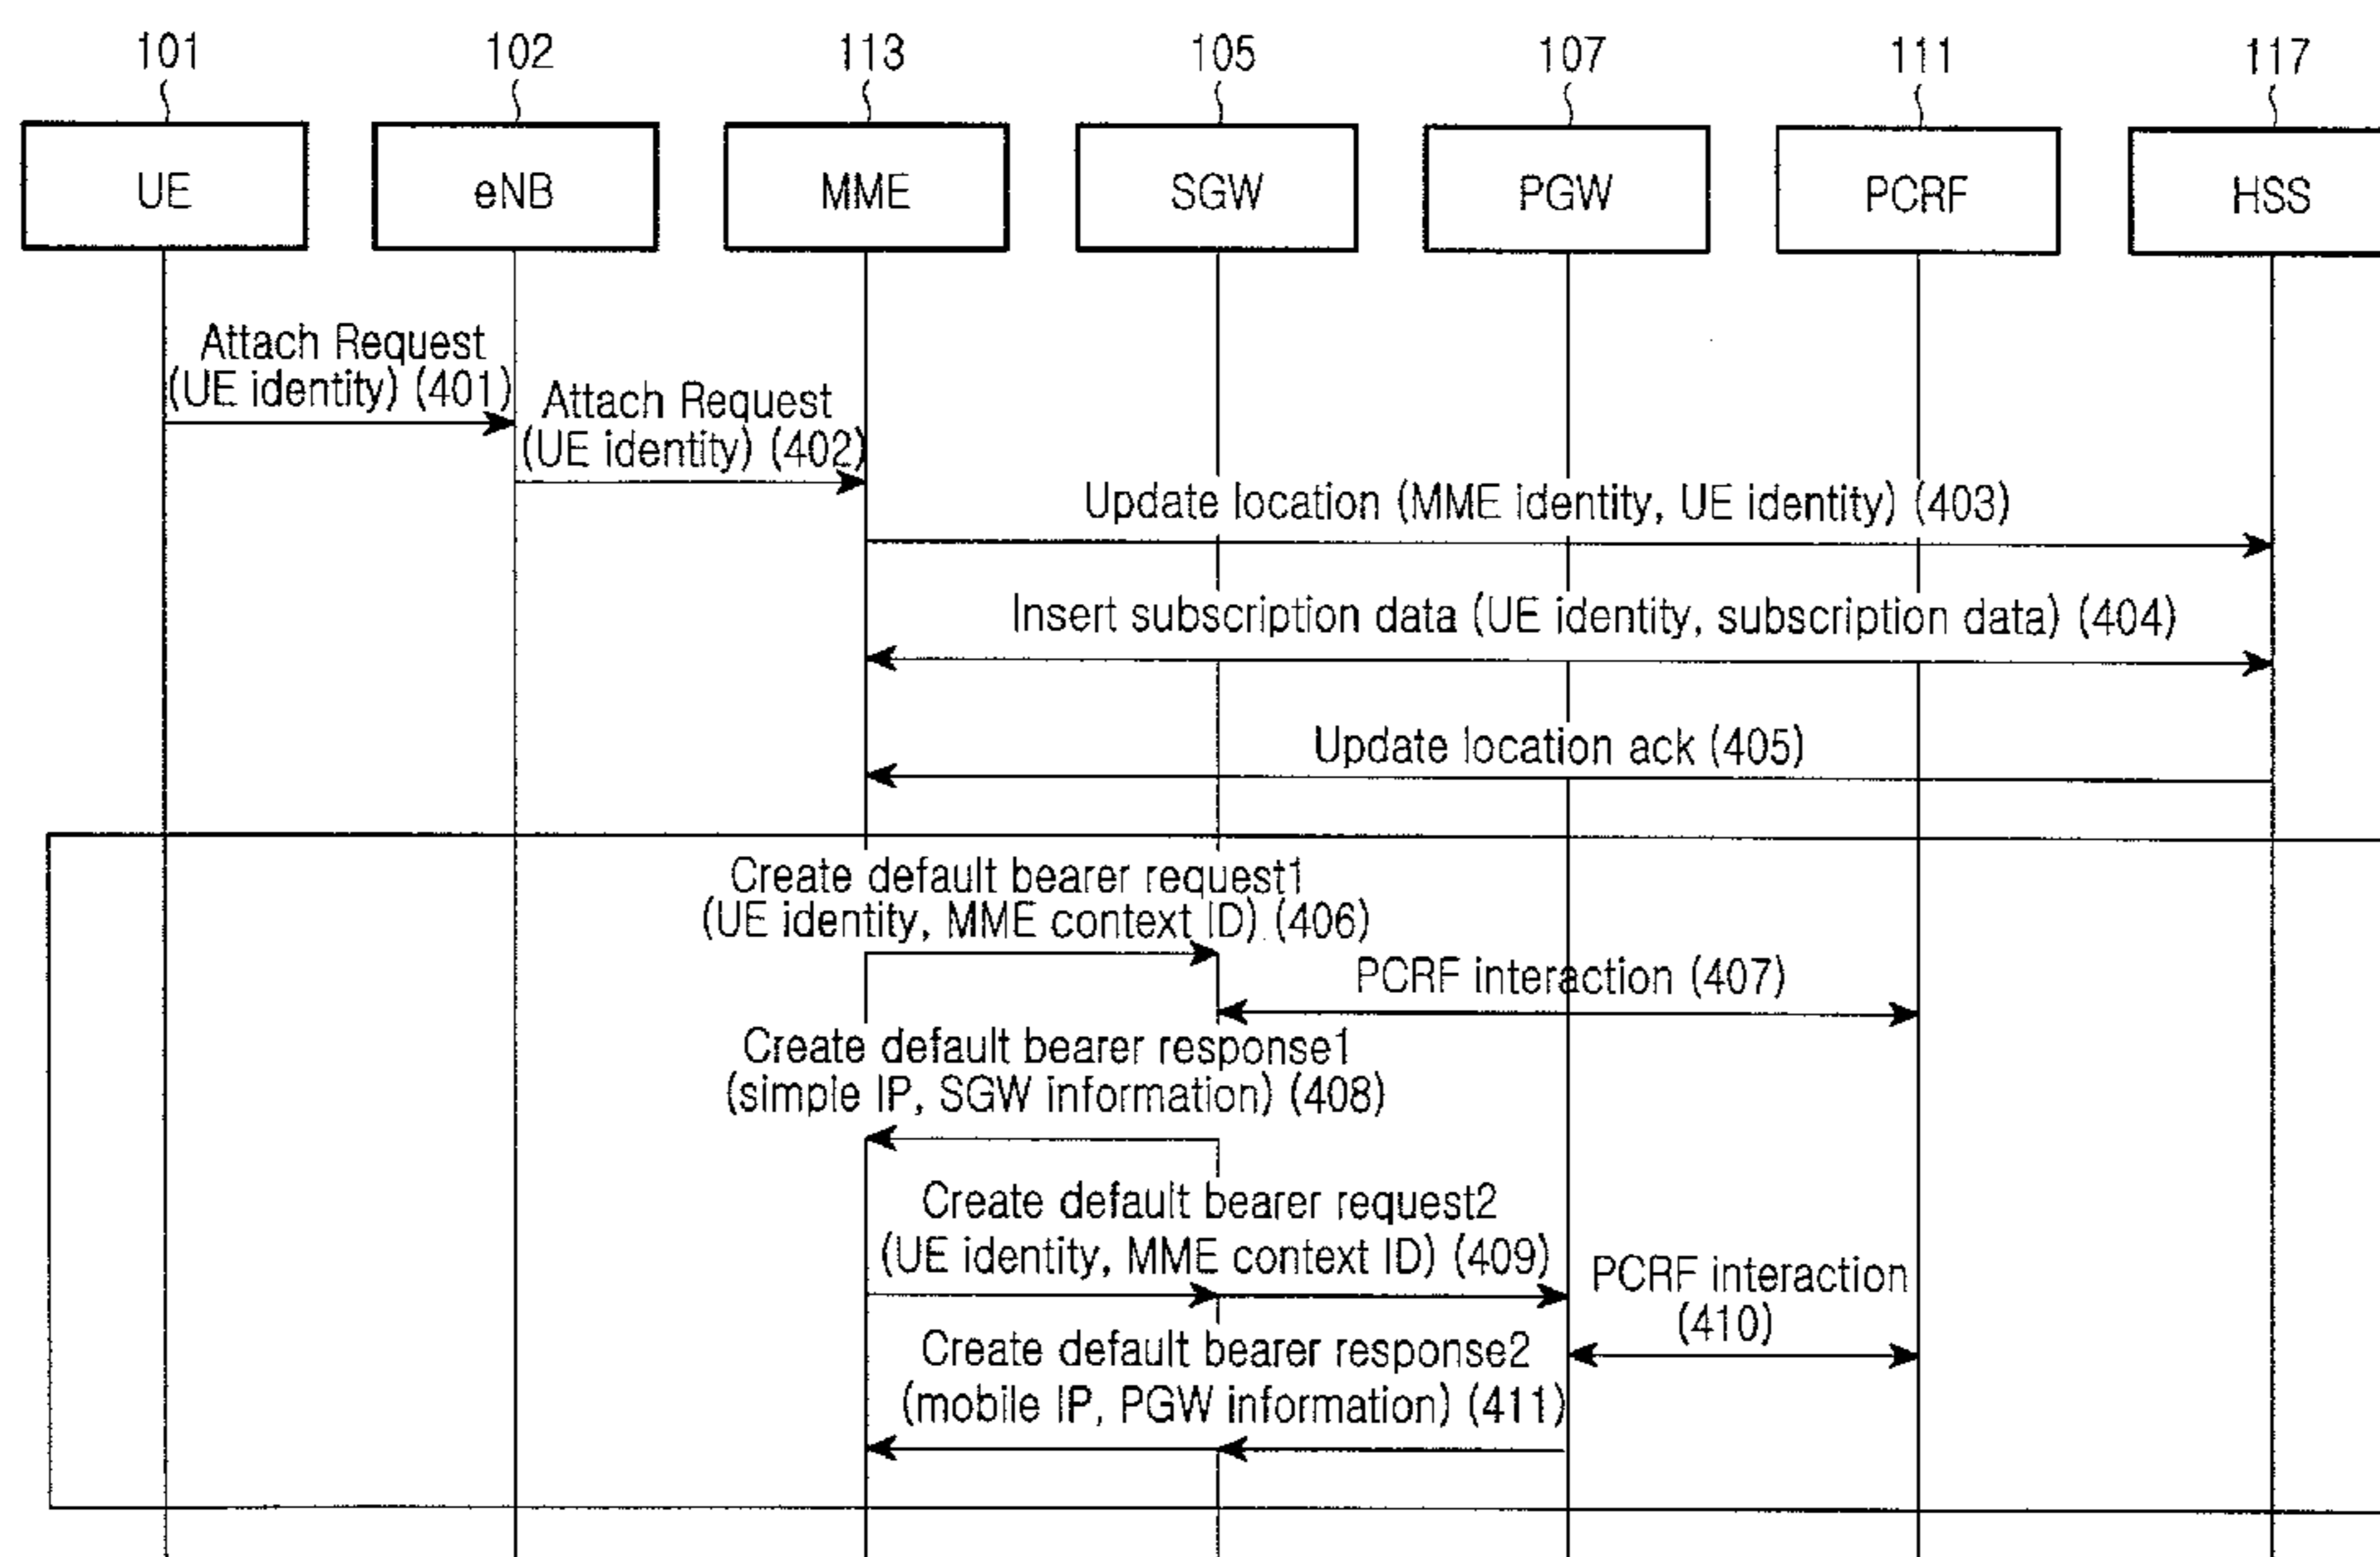 101
102
113
105
107
111
117
UE
eNB
MME
SGW
PGW
PCRF
HSS
Attach Request
(UE identity) (401)
Attach Request
(UE identity) (402)
Update location (MME identity, UE identity) (403)
Insert subscription data (UE identity, subscription data) (404)
Update location ack (405)
Create default bearer request1
(UE identity, MME context ID) (406)
PCRF interaction (407)
Create default bearer response1
(simple IP, SGW information) (408)
Create default bearer request2
(UE identity, MME context ID) (409)
PCRF interaction
(410)
Create default bearer response2
(mobile IP, PGW information) (411)